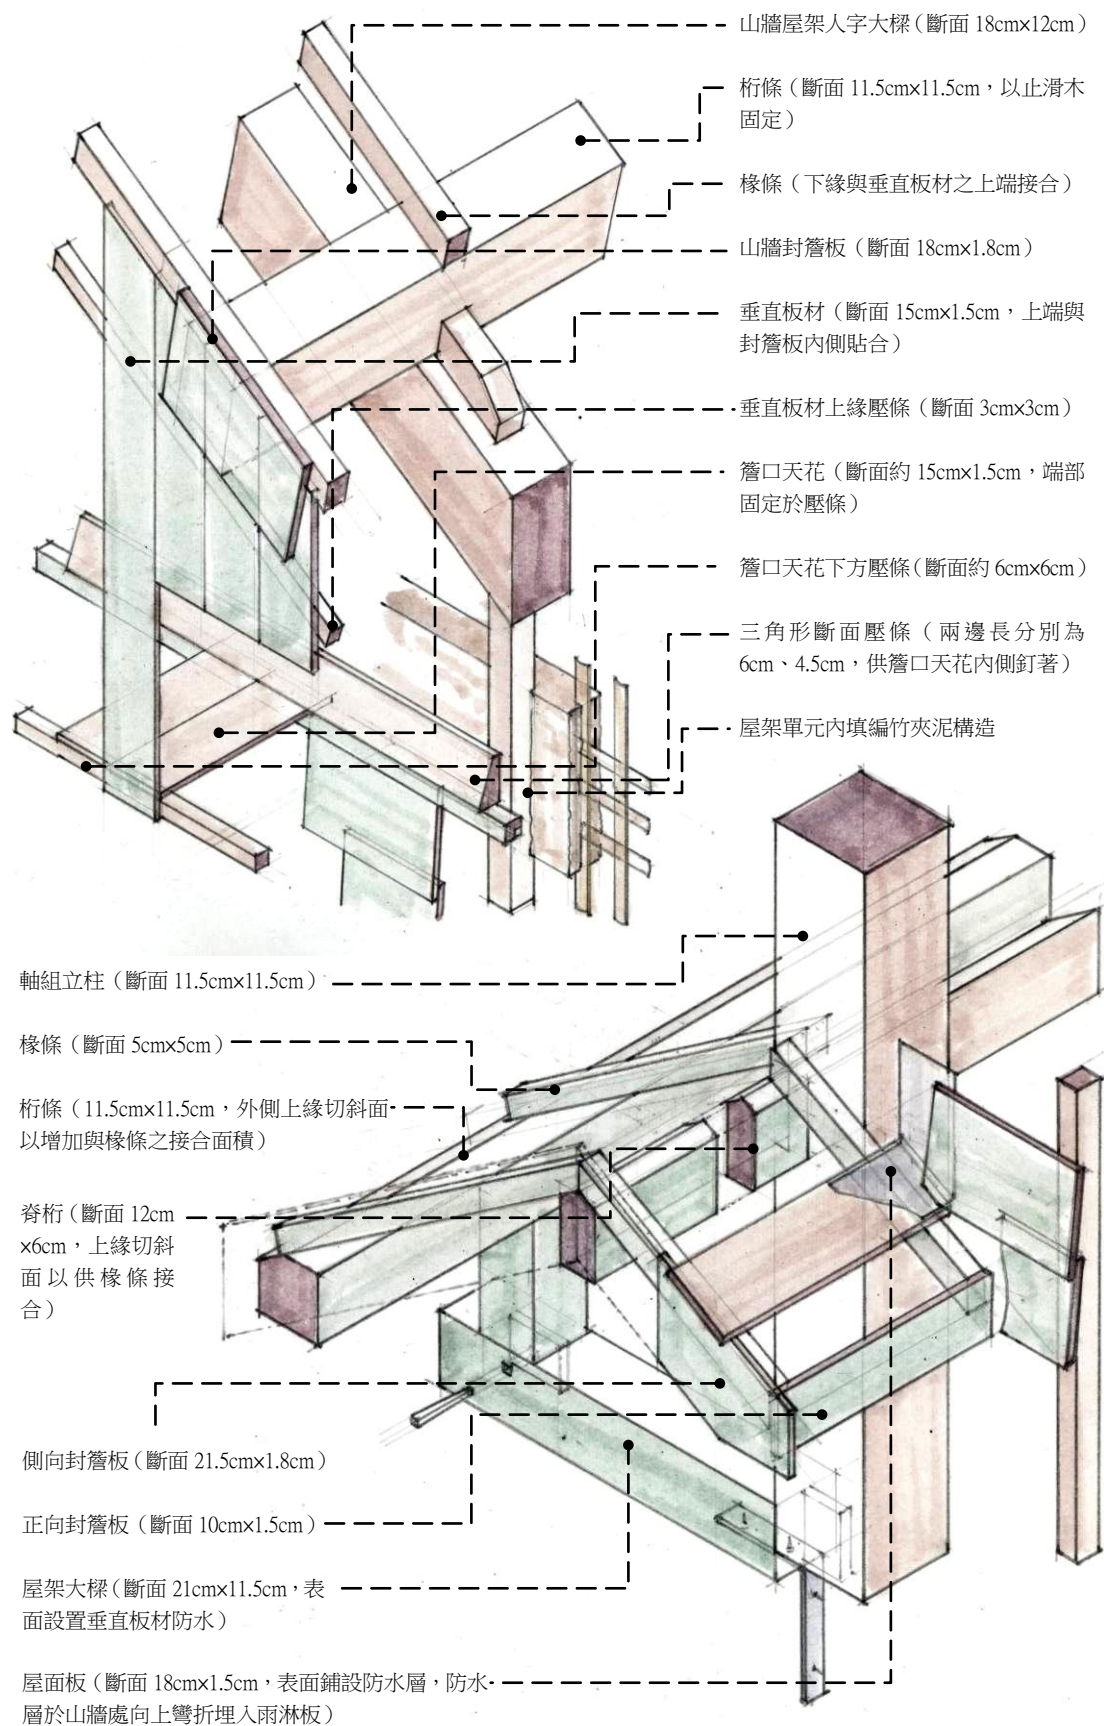 山牆屋架人字大樑（斷面 18cm×12cm）
桁條（斷面 11.5cm×11.5cm，以止滑木
固定）
椽條（下緣與垂直板材之上端接合）
山牆封簷板（斷面 18cm×1.8cm）
垂直板材（斷面 15cm×1.5cm，上端與
封簷板內側貼合）
垂直板材上緣壓條（斷面 3cm×3cm）
簷口天花（斷面約 15cm×1.5cm，端部
固定於壓條）
簷口天花下方壓條（斷面約 6cm×6cm）
三角形斷面壓條（兩邊長分別為
6cm、4.5cm，供簷口天花內側釘著）
屋架單元內填編竹夾泥構造
軸組立柱（斷面 11.5cm×11.5cm）
椽條（斷面 5cm×5cm）
桁條（11.5cm×11.5cm，外側上緣切斜面
以增加與椽條之接合面積）
脊桁（斷面 12cm
×6cm，上緣切斜
面以供椽條接
合）
側向封簷板（斷面 21.5cm×1.8cm）
正向封簷板（斷面 10cm×1.5cm）
屋架大樑（斷面 21cm×11.5cm，表
面設置垂直板材防水）
屋面板（斷面 18cm×1.5cm，表面鋪設防水層，防水
層於山牆處向上彎折埋入雨淋板）